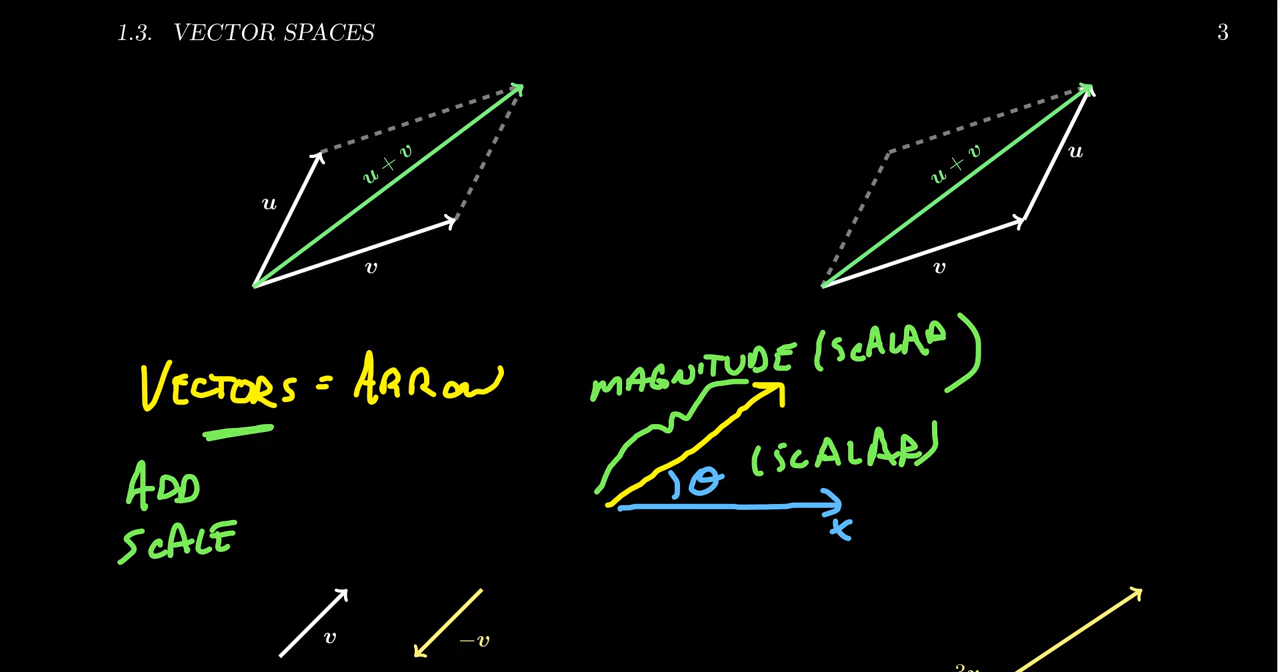 1.3. VECTOR SPACES 3
u + v
u
v
u + v
u
v
MAGNITUDE (SCALAR)
VECTORS = ARROW
(SCALAR)
θ
x
ADD
SCALE
v
−v